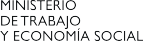 MINISTERIO
DE TRABAJO
Y ECONOMÍA SOCIAL